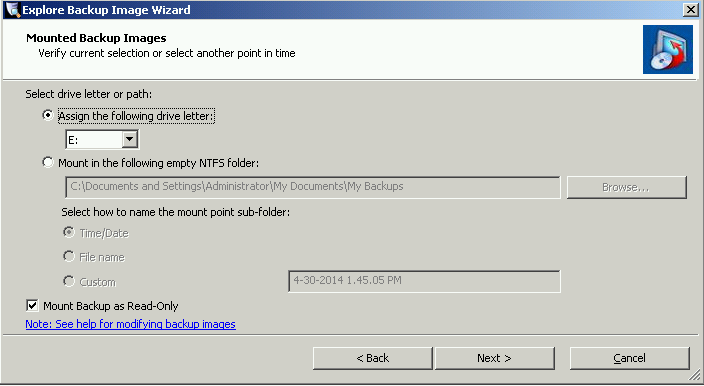 Explore Backup Image Wizard
Mounted Backup Images
Verify current selection or select another point in time
Select drive letter or path:
Assign the following drive letter:
E:
Mount in the following empty NTFS folder:
C:\Documents and Settings\Administrator\My Documents\My Backups
Browse...
Select how to name the mount point sub-folder:
Time/Date
File name
Custom
4-30-2014 1.45.05 PM
Mount Backup as Read-Only
Note: See help for modifying backup images
< Back
Next >
Cancel